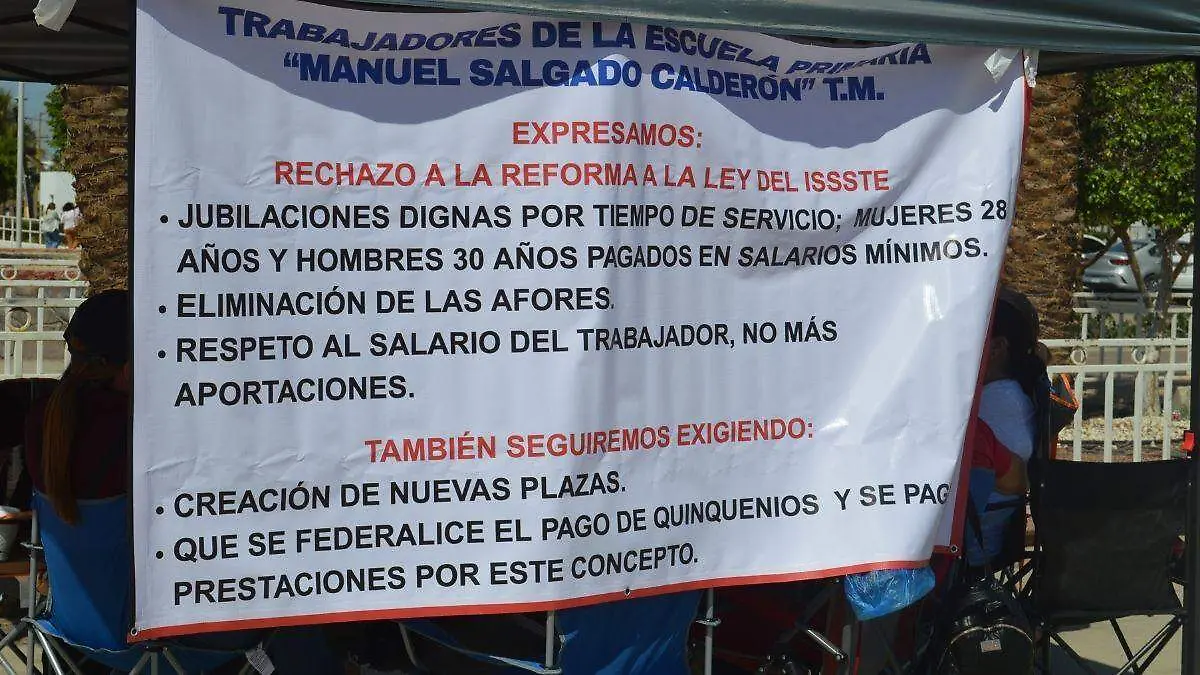 TRABAJADORES DE LA ESCUELA PRIMARIA
“MANUEL SALGADO CALDERÓN” T.M.
EXPRESAMOS:
RECHAZO A LA REFORMA A LA LEY DEL ISSSTE
• JUBILACIONES DIGNAS POR TIEMPO DE SERVICIO; MUJERES 28
AÑOS Y HOMBRES 30 AÑOS PAGADOS EN SALARIOS MÍNIMOS.
• ELIMINACIÓN DE LAS AFORES.
• RESPETO AL SALARIO DEL TRABAJADOR, NO MÁS
APORTACIONES.
TAMBIÉN SEGUIREMOS EXIGIENDO:
• CREACIÓN DE NUEVAS PLAZAS.
• QUE SE FEDERALICE EL PAGO DE QUINQUENIOS Y SE PAG
PRESTACIONES POR ESTE CONCEPTO.